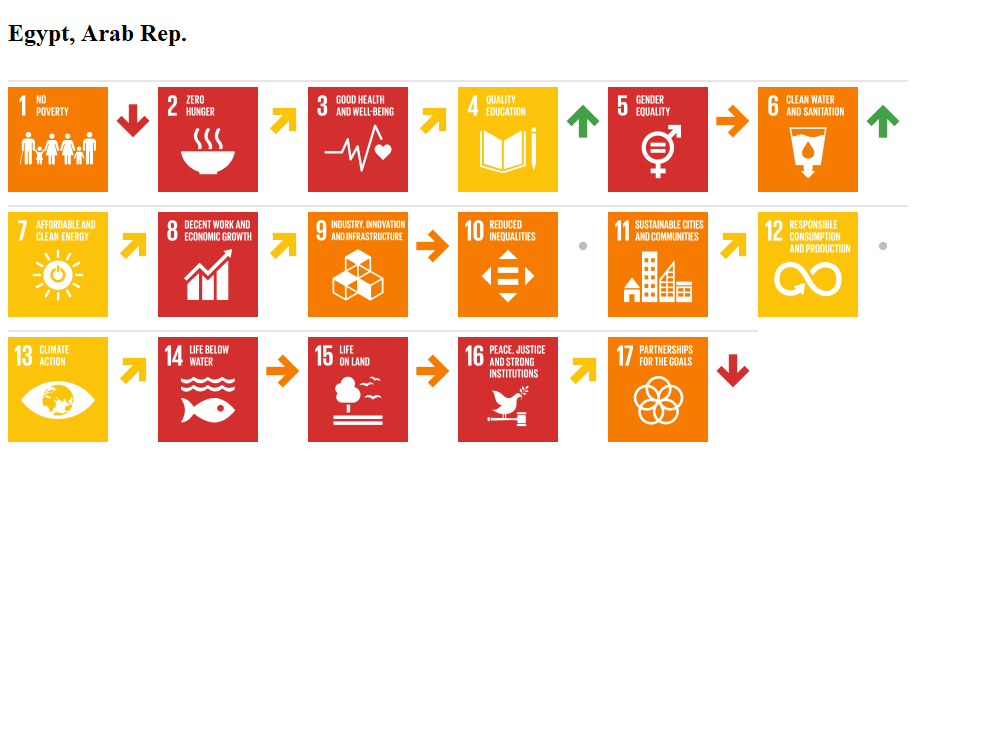 Egypt, Arab Rep.
1 NO
POVERTY
2 ZERO
HUNGER
3 GOOD HEALTH
AND WELL-BEING
4 QUALITY
EDUCATION
5 GENDER
EQUALITY
6 CLEAN WATER
AND SANITATION
7 AFFORDABLE AND
CLEAN ENERGY
8 DECENT WORK AND
ECONOMIC GROWTH
9 INDUSTRY, INNOVATION
AND INFRASTRUCTURE
10 REDUCED
INEQUALITIES
11 SUSTAINABLE CITIES
AND COMMUNITIES
12 RESPONSIBLE
CONSUMPTION
AND PRODUCTION
13 CLIMATE
ACTION
14 LIFE BELOW
WATER
15 LIFE
ON LAND
16 PEACE, JUSTICE
AND STRONG
INSTITUTIONS
17 PARTNERSHIPS
FOR THE GOALS